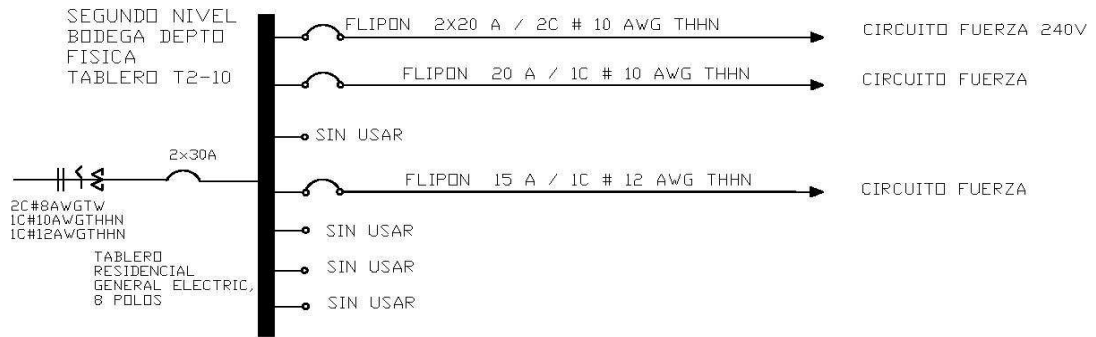 SEGUNDO NIVEL
BODEGA DEPTO
FISICA
TABLERO T2-10
FLIPON 2X20 A / 2C # 10 AWG THHN
CIRCUITO FUERZA 240V
FLIPON 20 A / 1C # 10 AWG THHN
CIRCUITO FUERZA
SIN USAR
2x30A
FLIPON 15 A / 1C # 12 AWG THHN
CIRCUITO FUERZA
2C#8AWGTW
1C#10AWGTHHN
1C#12AWGTHHN
SIN USAR
TABLERO
RESIDENCIAL
GENERAL ELECTRIC,
8 POLOS
SIN USAR
SIN USAR